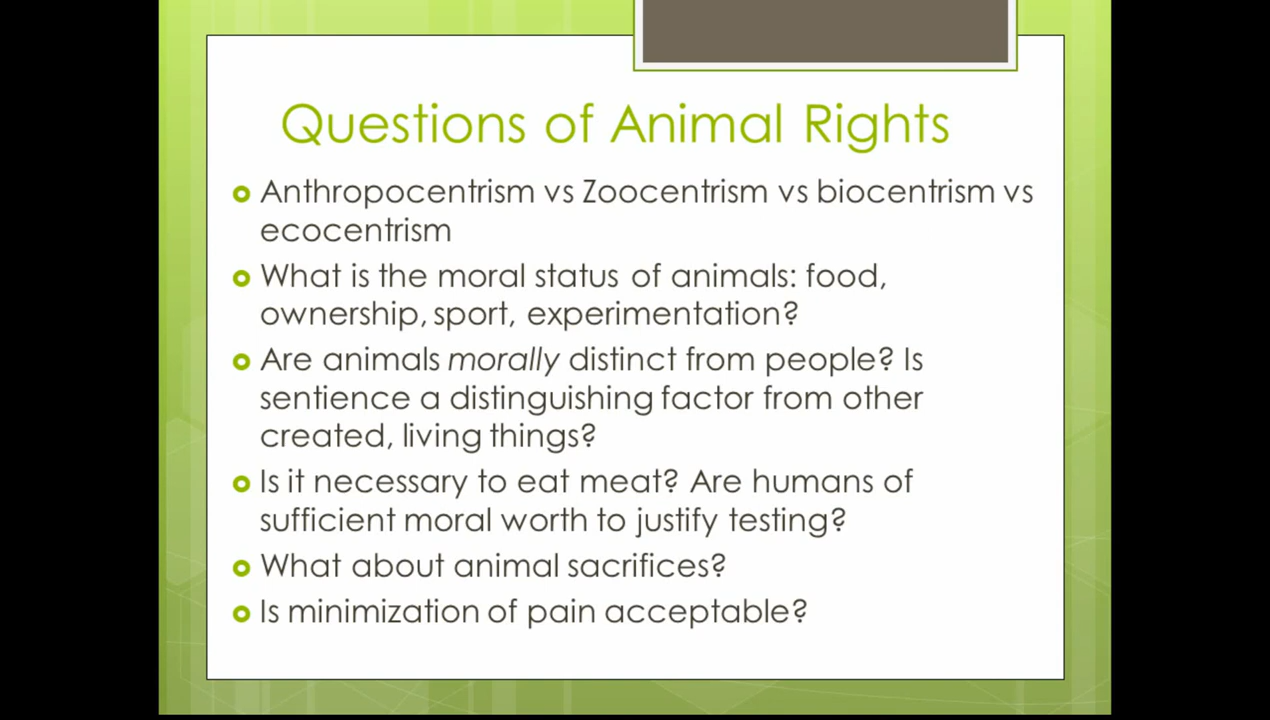 Questions of Animal Rights
Anthropocentrism vs Zoocentrism vs biocentrism vs
ecocentrism
What is the moral status of animals: food,
ownership, sport, experimentation?
Are animals morally distinct from people? Is
sentience a distinguishing factor from other
created, living things?
Is it necessary to eat meat? Are humans of
sufficient moral worth to justify testing?
What about animal sacrifices?
Is minimization of pain acceptable?